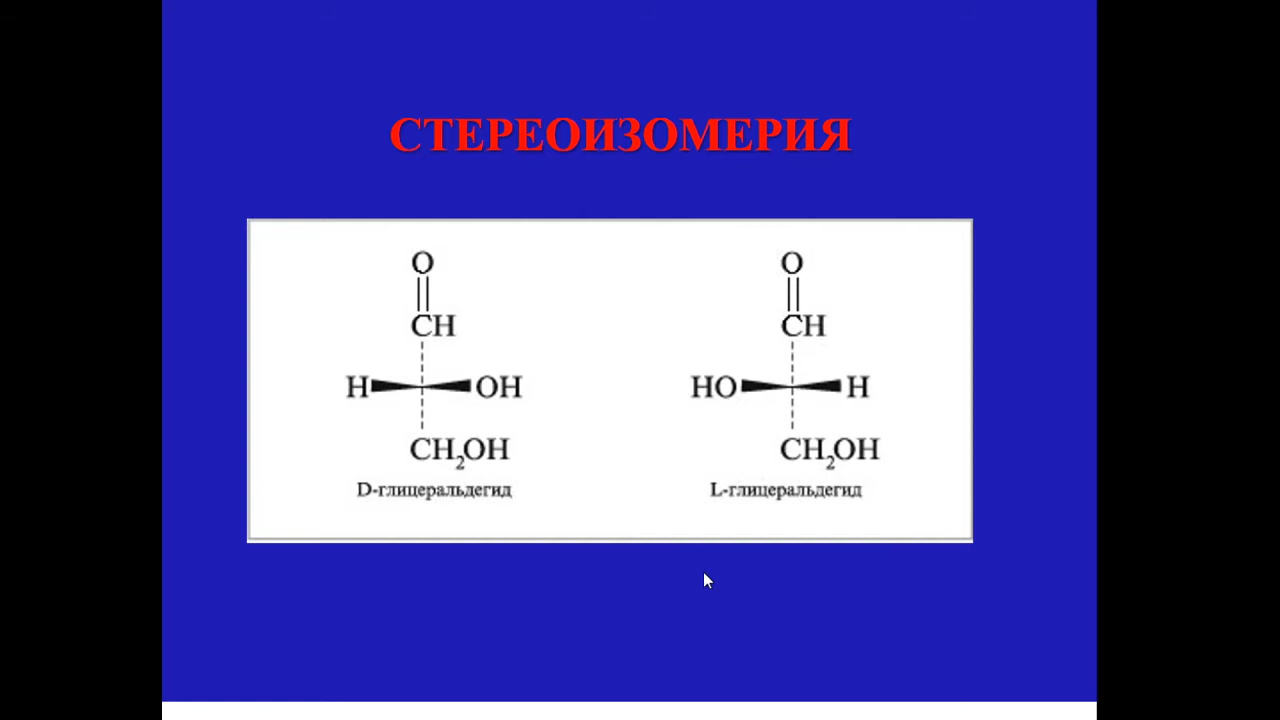 СТЕРЕОИЗОМЕРИЯ
O O
CH CH
H OH HO H
CH2OH CH2OH
D-глицеральдегид L-глицеральдегид